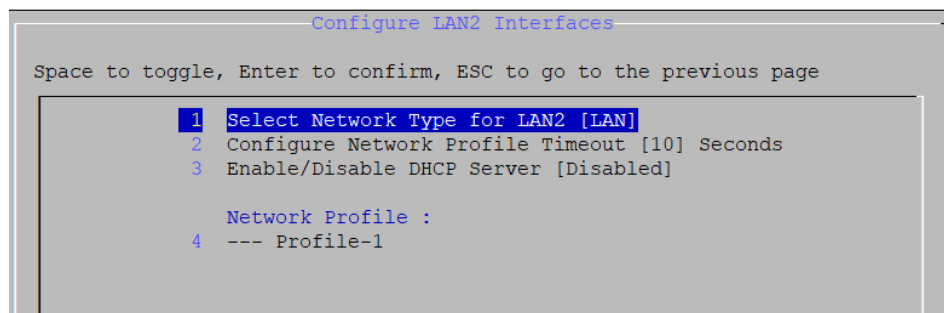 Configure LAN2 Interfaces
Space to toggle, Enter to confirm, ESC to go to the previous page
1 Select Network Type for LAN2 [LAN]
2 Configure Network Profile Timeout [10] Seconds
3 Enable/Disable DHCP Server [Disabled]
Network Profile :
4 --- Profile-1